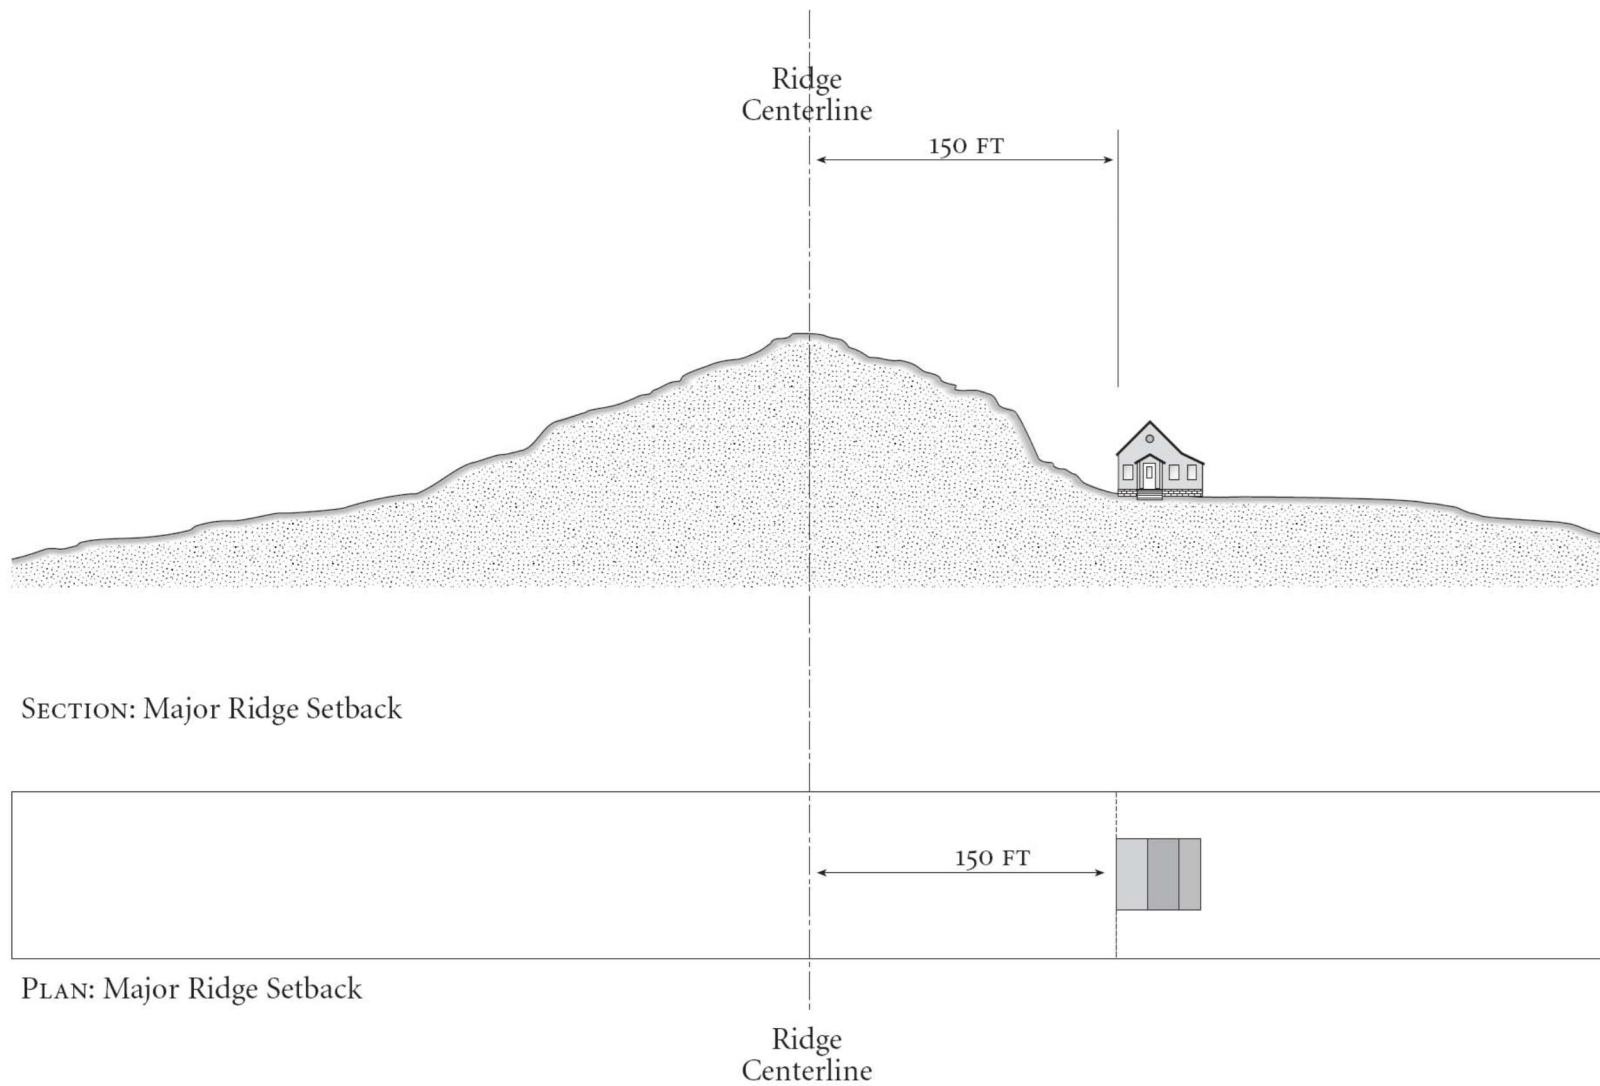 Ridge
Centerline
150 FT
SECTION: Major Ridge Setback
150 FT
PLAN: Major Ridge Setback
Ridge
Centerline